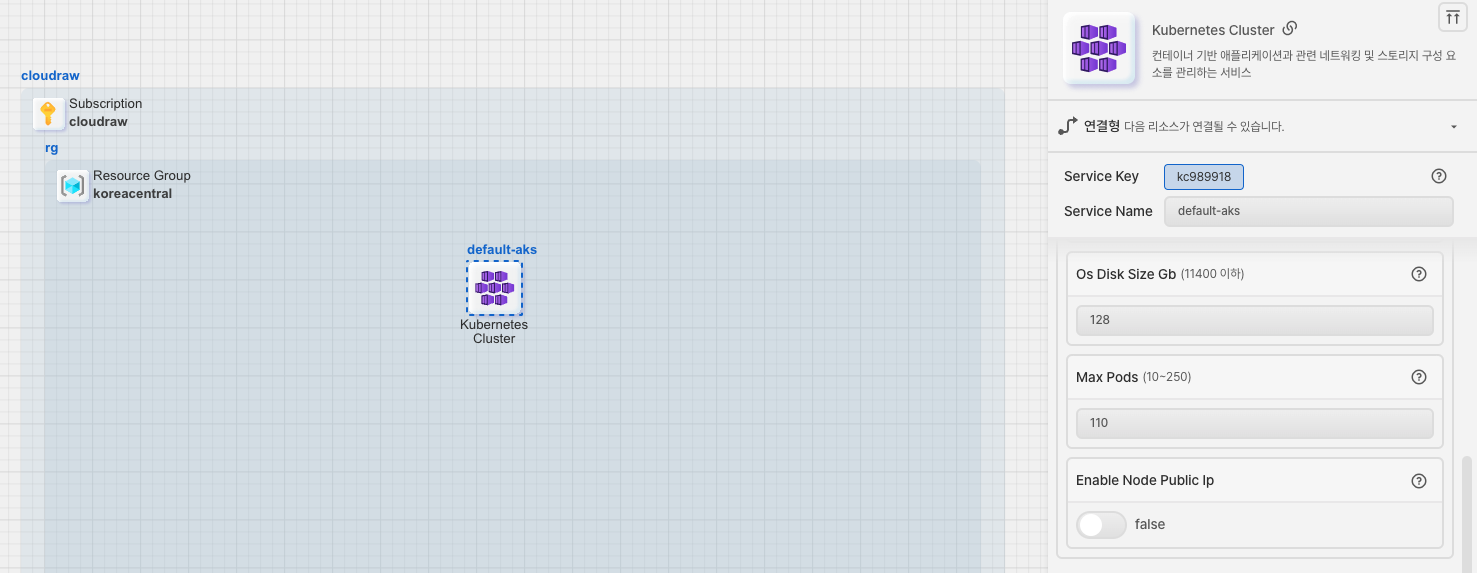 cloudraw
Subscription
cloudraw
rg
Resource Group
koreacentral
default-aks
Kubernetes
Cluster
Kubernetes Cluster
컨테이너 기반 애플리케이션과 관련 네트워킹 및 스토리지 구성 요
소를 관리하는 서비스
연결형 다음 리소스가 연결될 수 있습니다.
Service Key kc989918
Service Name default-aks
Os Disk Size Gb (11400 이하)
128
Max Pods (10~250)
110
Enable Node Public Ip
false